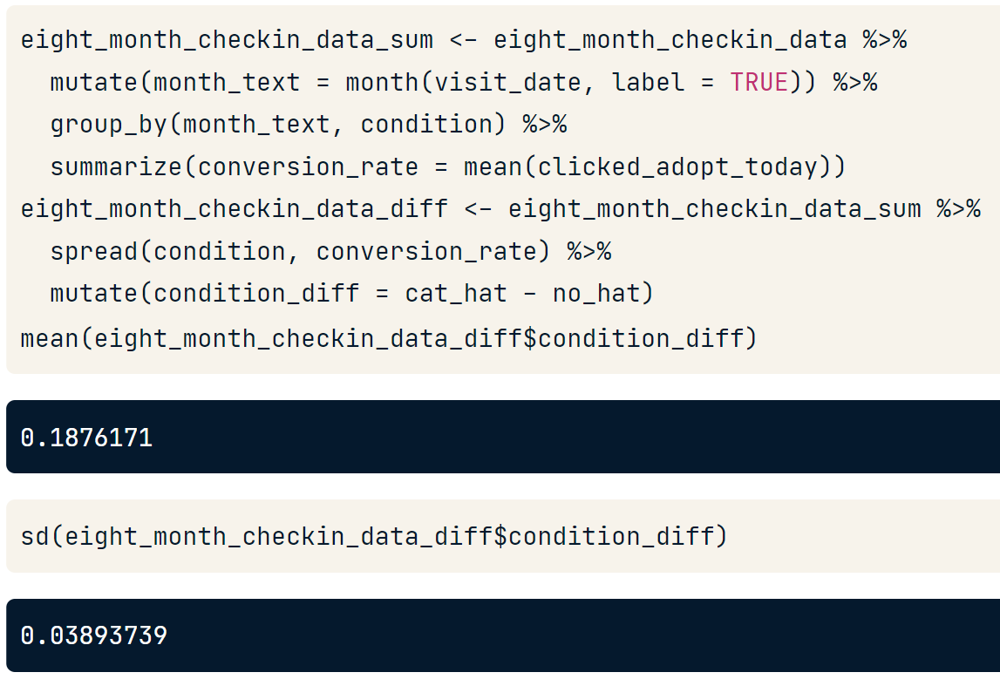 eight_month_checkin_data_sum <- eight_month_checkin_data %>%
  mutate(month_text = month(visit_date, label = TRUE)) %>%
  group_by(month_text, condition) %>%
  summarize(conversion_rate = mean(clicked_adopt_today))
eight_month_checkin_data_diff <- eight_month_checkin_data_sum %>%
  spread(condition, conversion_rate) %>%
  mutate(condition_diff = cat_hat - no_hat)
mean(eight_month_checkin_data_diff$condition_diff)
0.1876171
sd(eight_month_checkin_data_diff$condition_diff)
0.03893739